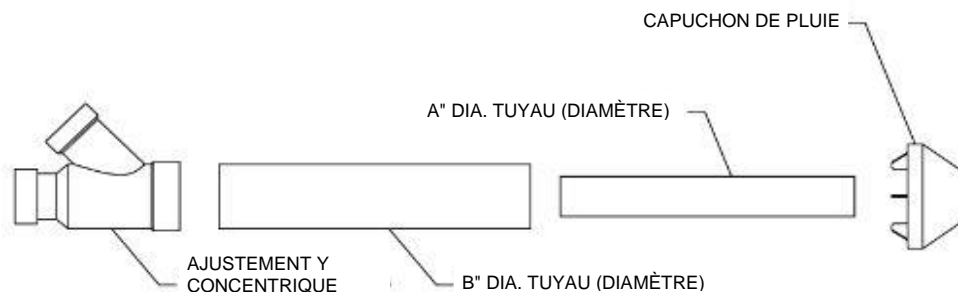 CAPUCHON DE PLUIE
A" DIA. TUYAU (DIAMÈTRE)
AJUSTEMENT Y
CONCENTRIQUE
B" DIA. TUYAU (DIAMÈTRE)